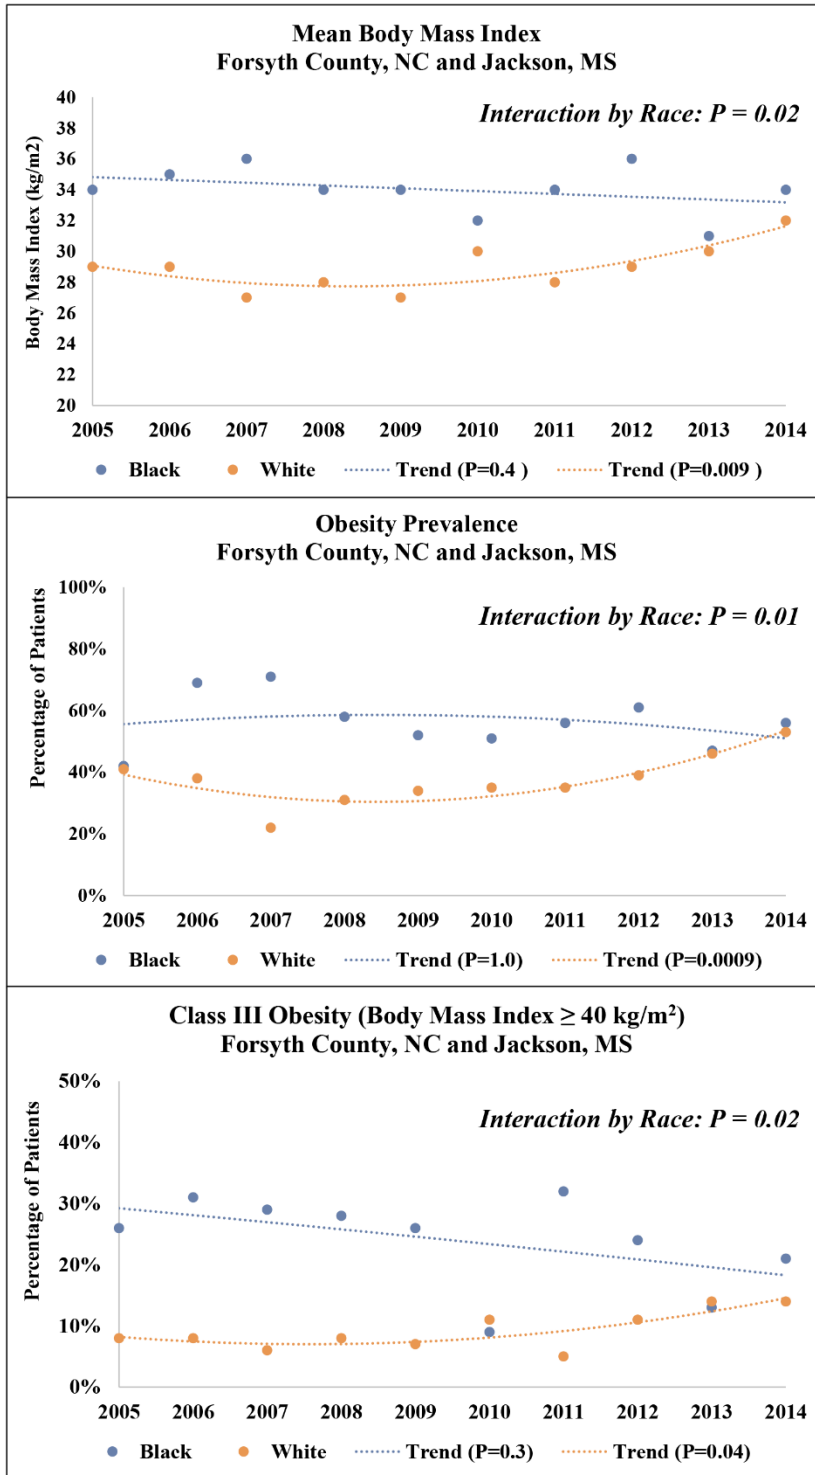 Mean Body Mass Index
Forsyth County, NC and Jackson, MS
Interaction by Race: P = 0.02
Body Mass Index (kg/m2)
40
38
36
34
32
30
28
26
24
22
20
2005 2006 2007 2008 2009 2010 2011 2012 2013 2014
Black White Trend (P=0.4 ) Trend (P=0.009 )
Obesity Prevalence
Forsyth County, NC and Jackson, MS
Interaction by Race: P = 0.01
Percentage of Patients
100%
80%
60%
40%
20%
0%
2005 2006 2007 2008 2009 2010 2011 2012 2013 2014
Black White Trend (P=1.0) Trend (P=0.0009)
Class III Obesity (Body Mass Index ≥ 40 kg/m²)
Forsyth County, NC and Jackson, MS
Interaction by Race: P = 0.02
Percentage of Patients
50%
40%
30%
20%
10%
0%
2005 2006 2007 2008 2009 2010 2011 2012 2013 2014
Black White Trend (P=0.3) Trend (P=0.04)